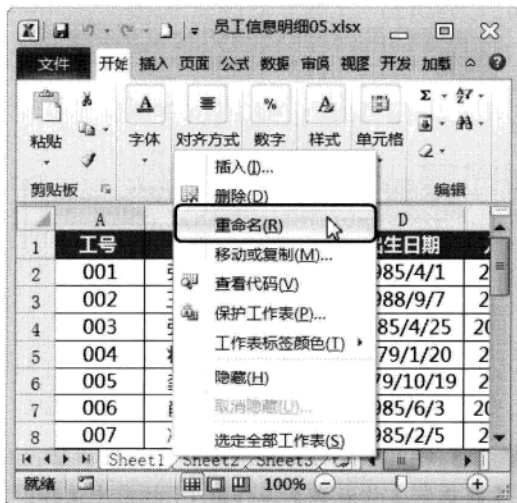 员工信息明细05.xlsx
文件 开始 插入 页面 公式 数据 审阅 视图 开发 加载
粘贴 字体 对齐方式 数字 样式 单元格
剪贴板 编辑
插入(I)...
删除(D)
重命名(R)
移动或复制(M)...
查看代码(V)
保护工作表(P)...
工作表标签颜色(T)
隐藏(H)
取消隐藏(U)...
选定全部工作表(S)
A D
1 工号 生日期
2 001 985/4/1 2
3 002 988/9/7 2
4 003 85/4/25 20
5 004 79/1/20 2
6 005 79/10/19 2
7 006 985/6/3 20
8 007 985/2/5 2
Sheet1 Sheet2 Sheet3
就绪 100%